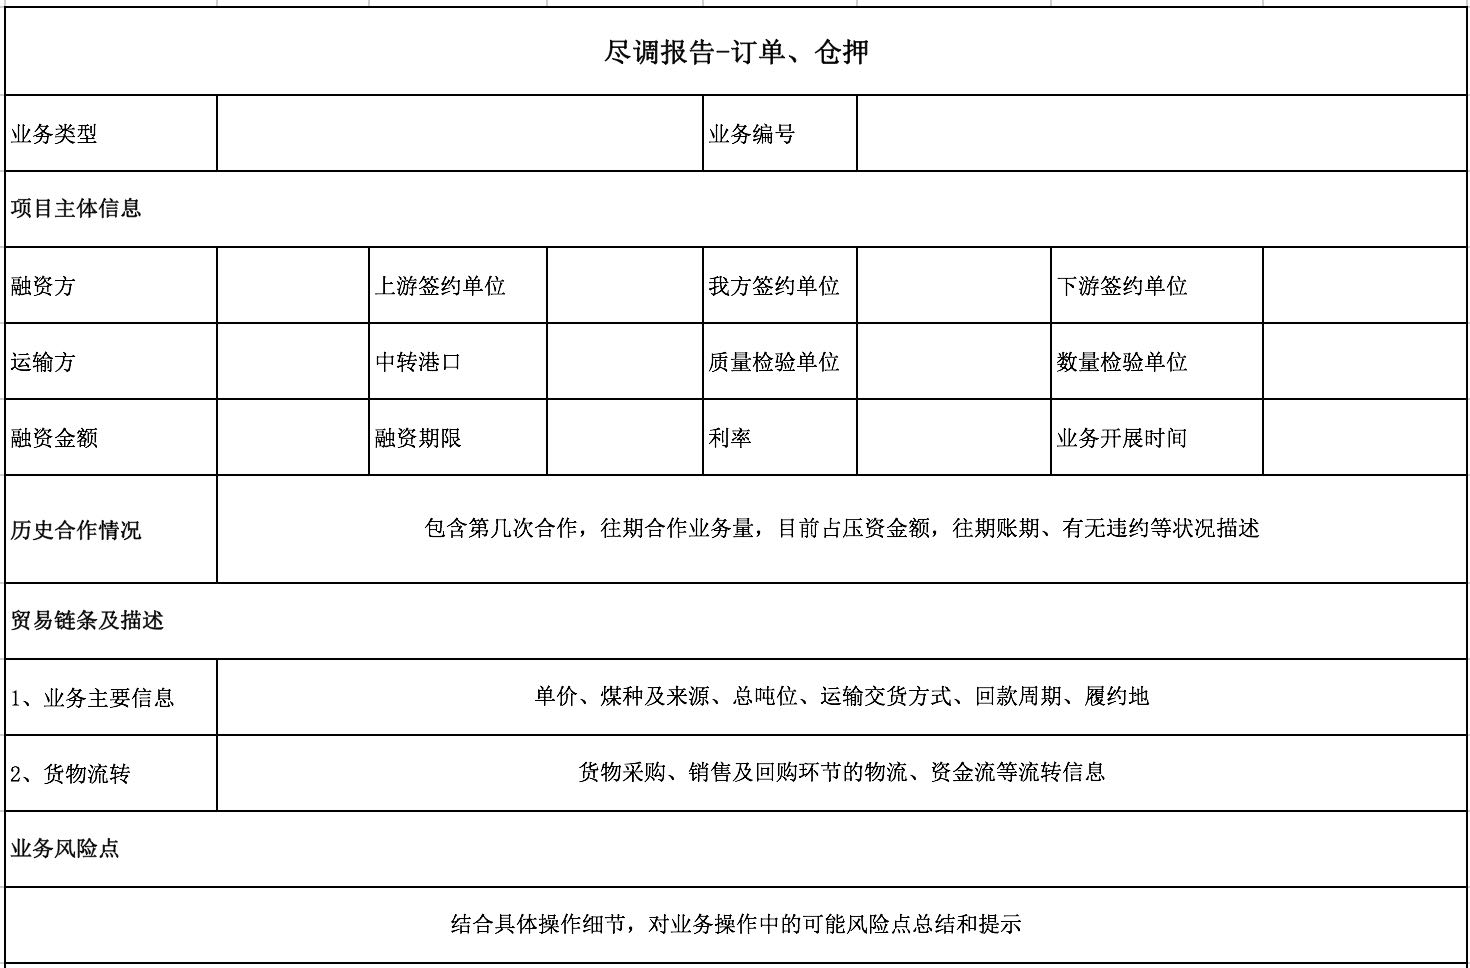 尽调报告-订单、仓押
业务类型 业务编号
项目主体信息
融资方 上游签约单位 我方签约单位 下游签约单位
运输方 中转港口 质量检验单位 数量检验单位
融资金额 融资期限 利率 业务开展时间
历史合作情况 包含第几次合作，往期合作业务量，目前占压资金额，往期账期、有无违约等状况描述
贸易链条及描述
1、业务主要信息 单价、煤种及来源、总吨位、运输交货方式、回款周期、履约地
2、货物流转 货物采购、销售及回购环节的物流、资金流等流转信息
业务风险点
结合具体操作细节，对业务操作中的可能风险点总结和提示